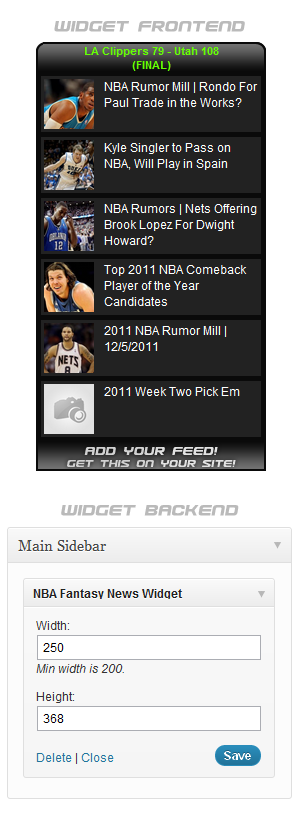 WIDGET FRONTEND
LA Clippers 79 - Utah 108
(FINAL)
NBA Rumor Mill | Rondo For
Paul Trade in the Works?
Kyle Singler to Pass on
NBA, Will Play in Spain
NBA Rumors | Nets Offering
Brook Lopez For Dwight
Howard?
Top 2011 NBA Comeback
Player of the Year
Candidates
2011 NBA Rumor Mill |
12/5/2011
2011 Week Two Pick Em
ADD YOUR FEED!
GET THIS ON YOUR SITE!
WIDGET BACKEND
Main Sidebar
NBA Fantasy News Widget
Width:
250
Min width is 200.
Height:
368
Delete | Close Save